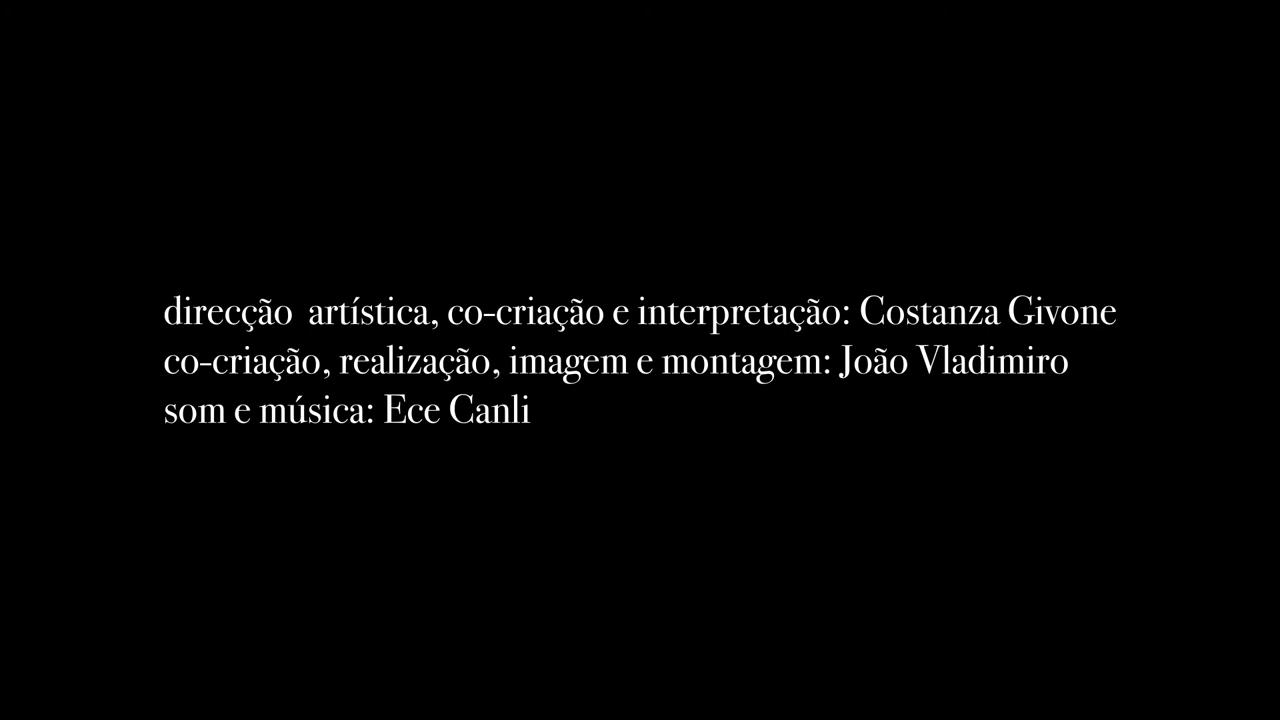 direcção  artística, co-criação e interpretação: Costanza Givone
co-criação, realização, imagem e montagem: João Vladimiro
som e música: Ece Canli